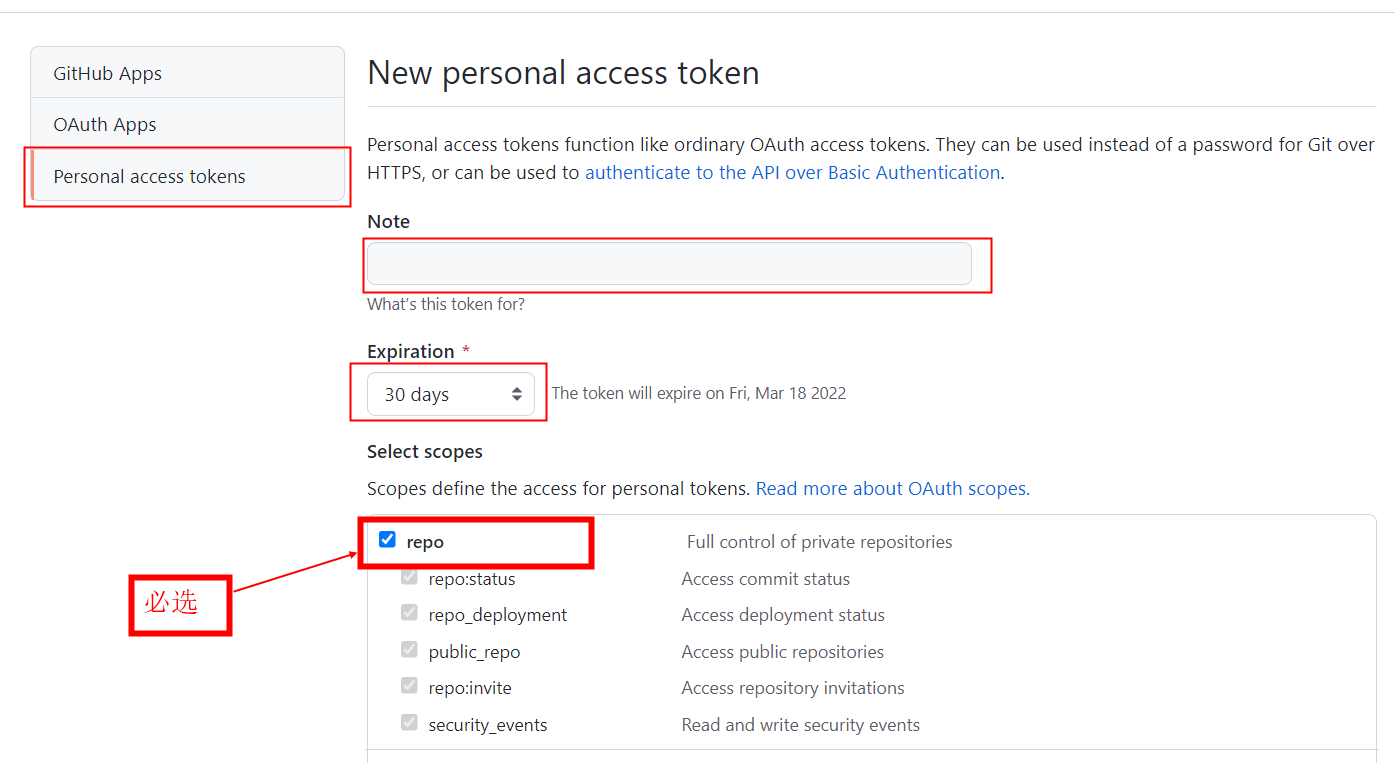 GitHub Apps
OAuth Apps
Personal access tokens
New personal access token
Personal access tokens function like ordinary OAuth access tokens. They can be used instead of a password for Git over
HTTPS, or can be used to authenticate to the API over Basic Authentication.
Note
What's this token for?
Expiration *
30 days The token will expire on Fri, Mar 18 2022
Select scopes
Scopes define the access for personal tokens. Read more about OAuth scopes.
repo Full control of private repositories
repo:status Access commit status
必选
repo_deployment Access deployment status
public_repo Access public repositories
repo:invite Access repository invitations
security_events Read and write security events